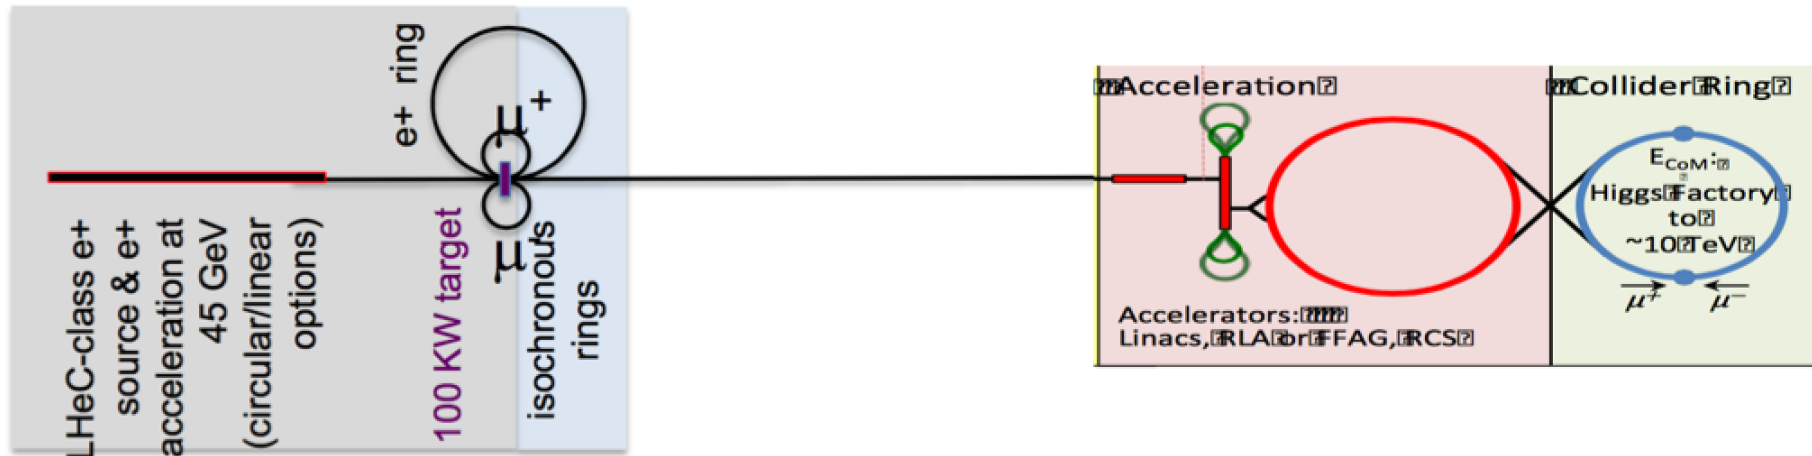 LHeC-class e+
source & e+
acceleration at
45 GeV
(circular/linear
options)
e+ ring
μ+
μ-
100 KW target
isochronous
rings
Acceleration
Accelerators:
Linacs, RLA or FFAG, RCS
Collider Ring
ECoM:
Higgs Factory
to
~10 TeV
μ+ μ−